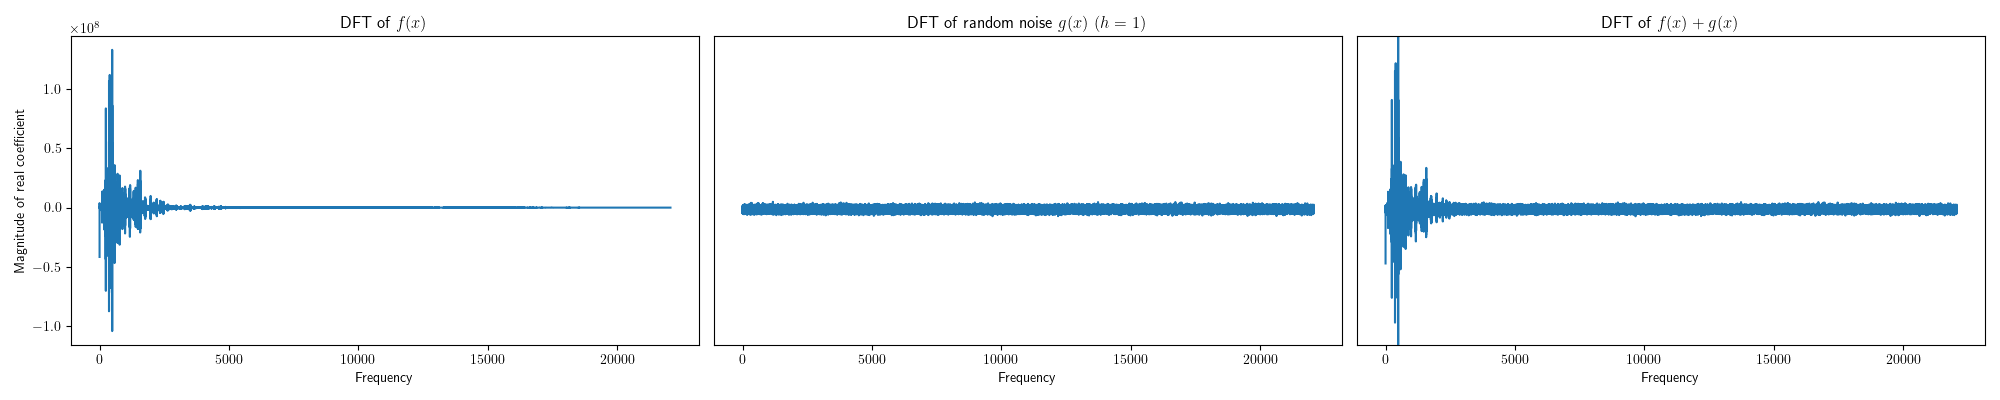 DFT of f(x)
×10⁸
1.0
0.5
0.0
−0.5
−1.0
Magnitude of real coefficient
0 5000 10000 15000 20000
Frequency
DFT of random noise g(x) (h = 1)
0 5000 10000 15000 20000
Frequency
DFT of f(x) + g(x)
0 5000 10000 15000 20000
Frequency